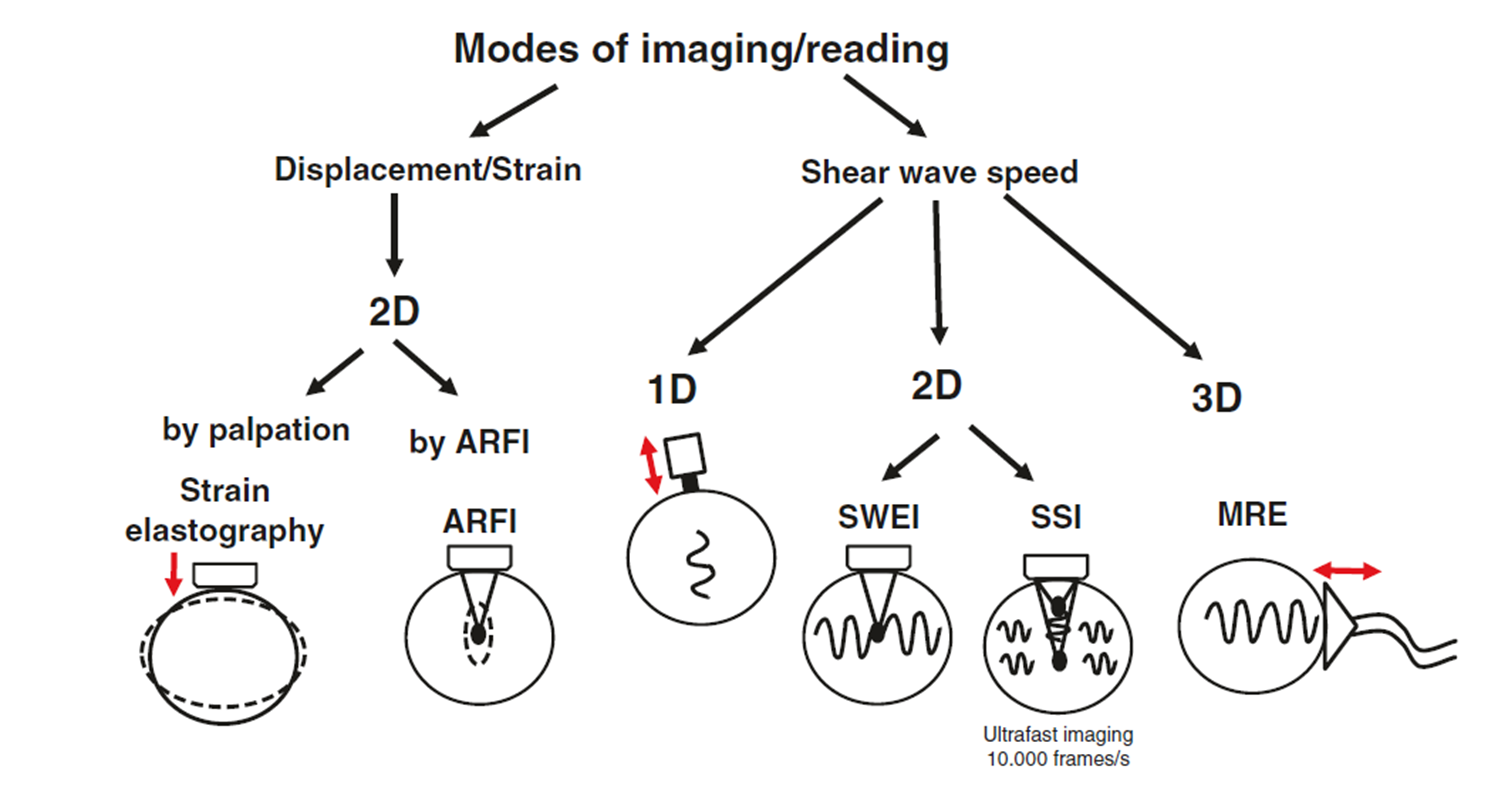 Modes of imaging/reading
Displacement/Strain
Shear wave speed
2D
1D
2D
3D
by palpation
by ARFI
Strain
elastography
ARFI
SWEI
SSI
MRE
Ultrafast imaging
10.000 frames/s